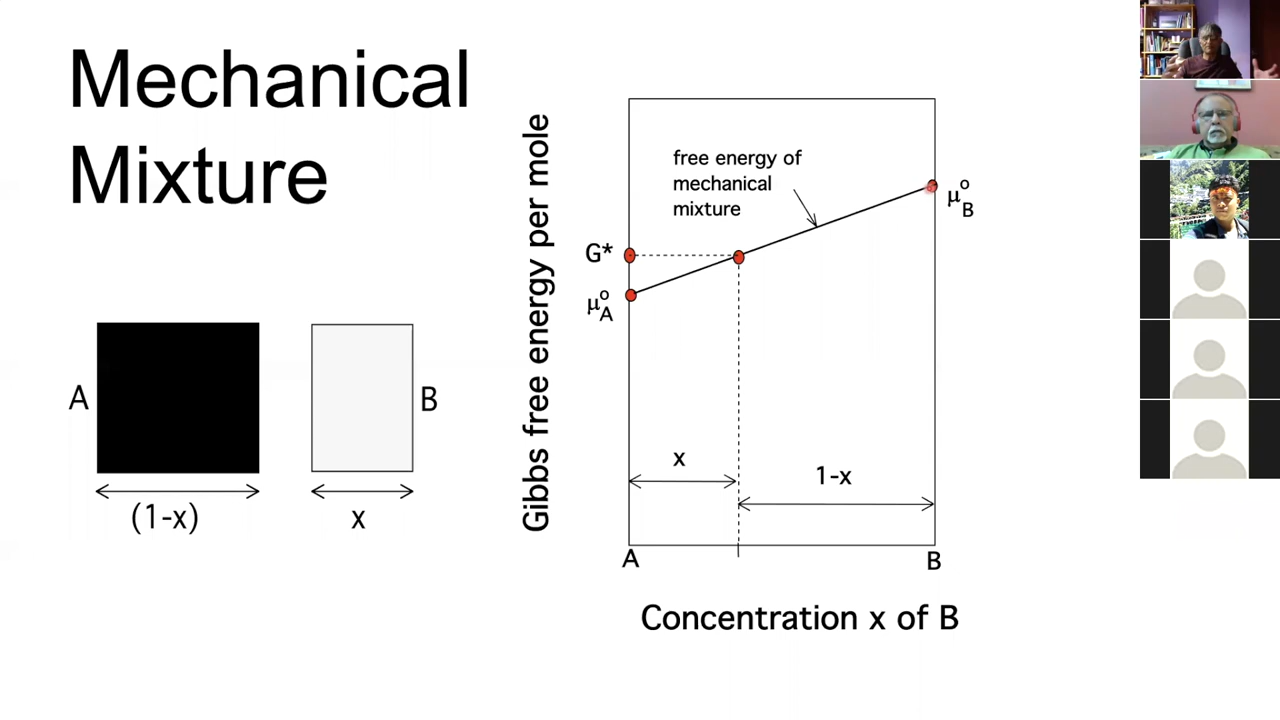 Mechanical
Mixture
A
B
(1-x)
x
Gibbs free energy per mole
free energy of
mechanical
mixture
μ°B
G*
μ°A
x
1-x
A
B
Concentration x of B